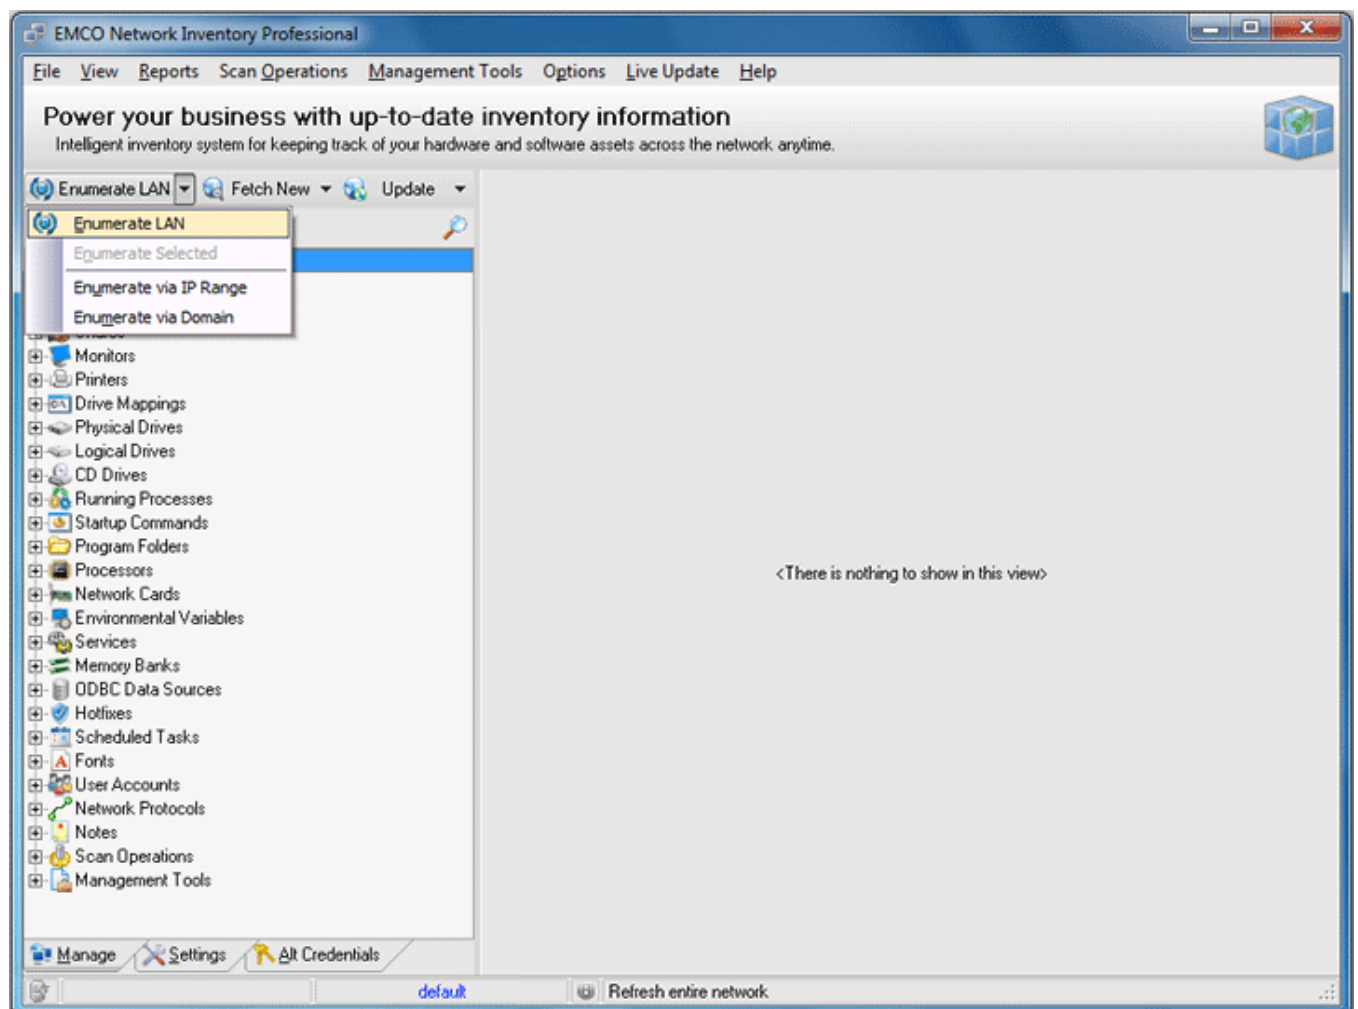 EMCO Network Inventory Professional
File View Reports Scan Operations Management Tools Options Live Update Help
Power your business with up-to-date inventory information
Intelligent inventory system for keeping track of your hardware and software assets across the network anytime.
Enumerate LAN Fetch New Update
Enumerate LAN
Enumerate Selected
Enumerate via IP Range
Enumerate via Domain
Monitors
Printers
Drive Mappings
Physical Drives
Logical Drives
CD Drives
Running Processes
Startup Commands
Program Folders
Processors
Network Cards
Environmental Variables
Services
Memory Banks
ODBC Data Sources
Hotfixes
Scheduled Tasks
Fonts
User Accounts
Network Protocols
Notes
Scan Operations
Management Tools
<There is nothing to show in this view>
Manage Settings Alt Credentials
default Refresh entire network